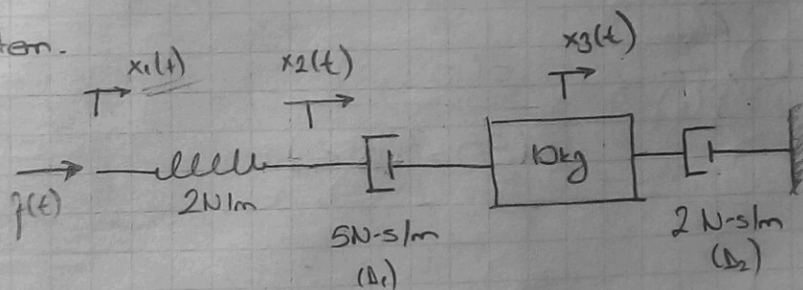 tem.
x1(t)
x2(t)
x3(t)
f(t)
2N/m
5N-s/m
(D1)
10kg
2 N-s/m
(D2)